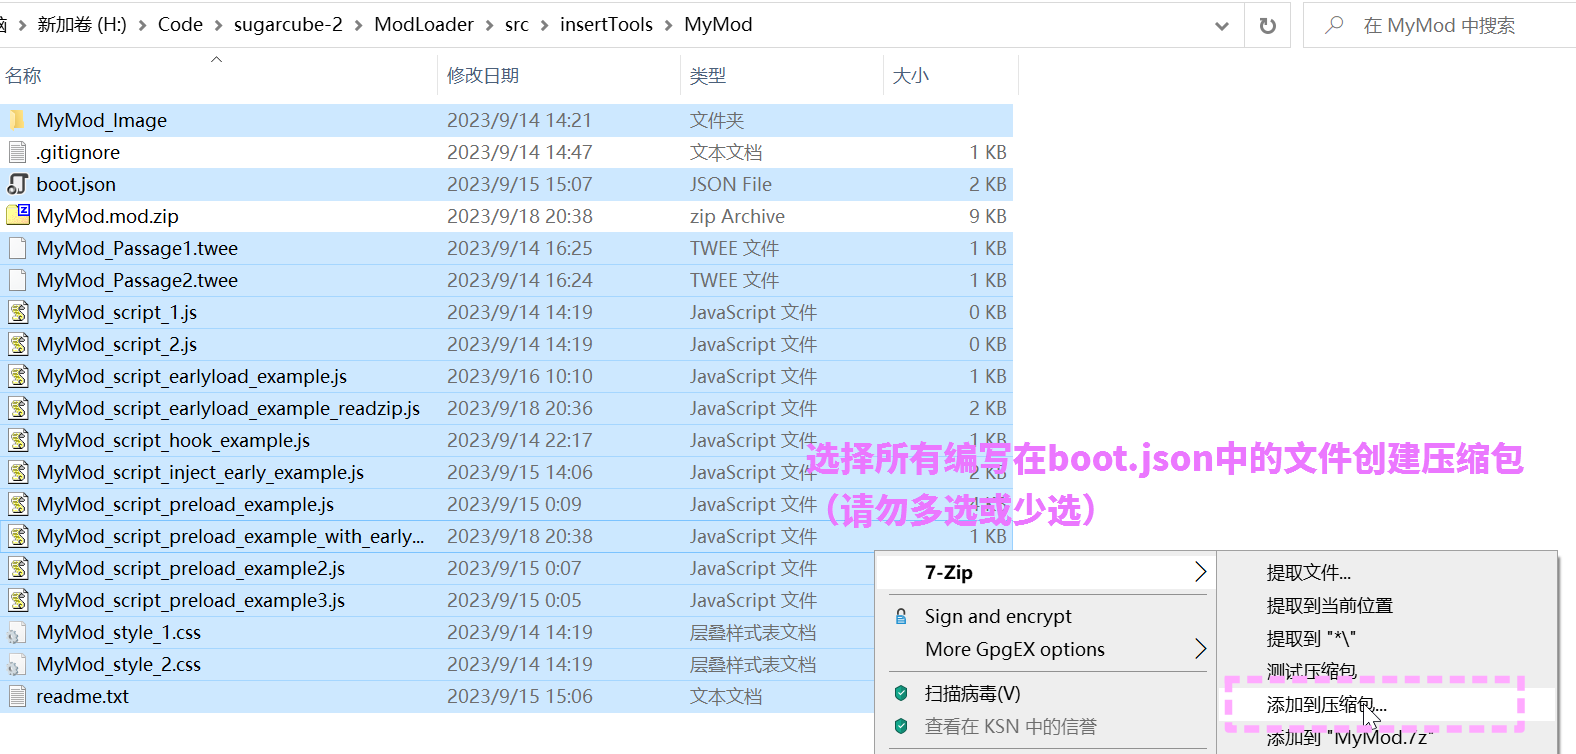 新加卷 (H:) > Code > sugarcube-2 > ModLoader > src > insertTools > MyMod
在 MyMod 中搜索
名称 修改日期 类型 大小
MyMod_Image 2023/9/14 14:21 文件夹
.gitignore 2023/9/14 14:47 文本文档 1 KB
boot.json 2023/9/15 15:07 JSON File 2 KB
MyMod.mod.zip 2023/9/18 20:38 zip Archive 9 KB
MyMod_Passage1.twee 2023/9/14 16:25 TWEE 文件 1 KB
MyMod_Passage2.twee 2023/9/14 16:24 TWEE 文件 1 KB
MyMod_script_1.js 2023/9/14 14:19 JavaScript 文件 0 KB
MyMod_script_2.js 2023/9/14 14:19 JavaScript 文件 0 KB
MyMod_script_earlyload_example.js 2023/9/16 10:10 JavaScript 文件 1 KB
MyMod_script_earlyload_example_readzip.js 2023/9/18 20:36 JavaScript 文件 2 KB
MyMod_script_hook_example.js 2023/9/14 22:17 JavaScript 文件 1 KB
选择所有编写在boot.json中的文件创建压缩包
MyMod_script_inject_early_example.js 2023/9/15 14:06 JavaScript 文件 2 KB
MyMod_script_preload_example.js 2023/9/15 0:09 JavaScript 文件 4 KB
（请勿多选或少选）
MyMod_script_preload_example_with_early... 2023/9/18 20:38 JavaScript 文件 1 KB
MyMod_script_preload_example2.js 2023/9/15 0:07 JavaScript 文件
MyMod_script_preload_example3.js 2023/9/15 0:05 JavaScript 文件
MyMod_style_1.css 2023/9/14 14:19 层叠样式表文档
MyMod_style_2.css 2023/9/14 14:19 层叠样式表文档
readme.txt 2023/9/15 15:06 文本文档
7-Zip
Sign and encrypt
More GpgEX options
扫描病毒(V)
查看在 KSN 中的信誉
提取文件...
提取到当前位置
提取到 "*\"
测试压缩包
添加到压缩包...
添加到 "MyMod.7z"